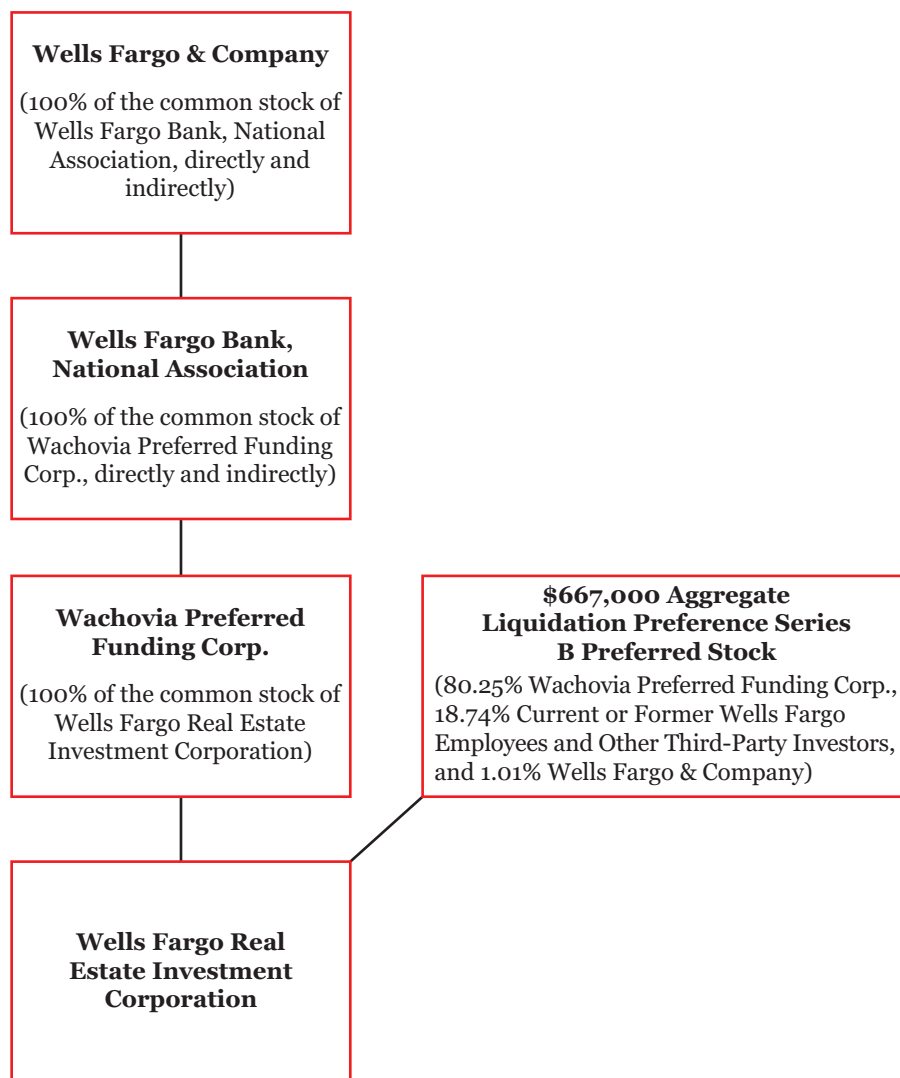 Wells Fargo & Company
(100% of the common stock of
Wells Fargo Bank, National
Association, directly and
indirectly)
Wells Fargo Bank,
National Association
(100% of the common stock of
Wachovia Preferred Funding
Corp., directly and indirectly)
Wachovia Preferred
Funding Corp.
(100% of the common stock of
Wells Fargo Real Estate
Investment Corporation)
$667,000 Aggregate
Liquidation Preference Series
B Preferred Stock
(80.25% Wachovia Preferred Funding Corp.,
18.74% Current or Former Wells Fargo
Employees and Other Third-Party Investors,
and 1.01% Wells Fargo & Company)
Wells Fargo Real
Estate Investment
Corporation